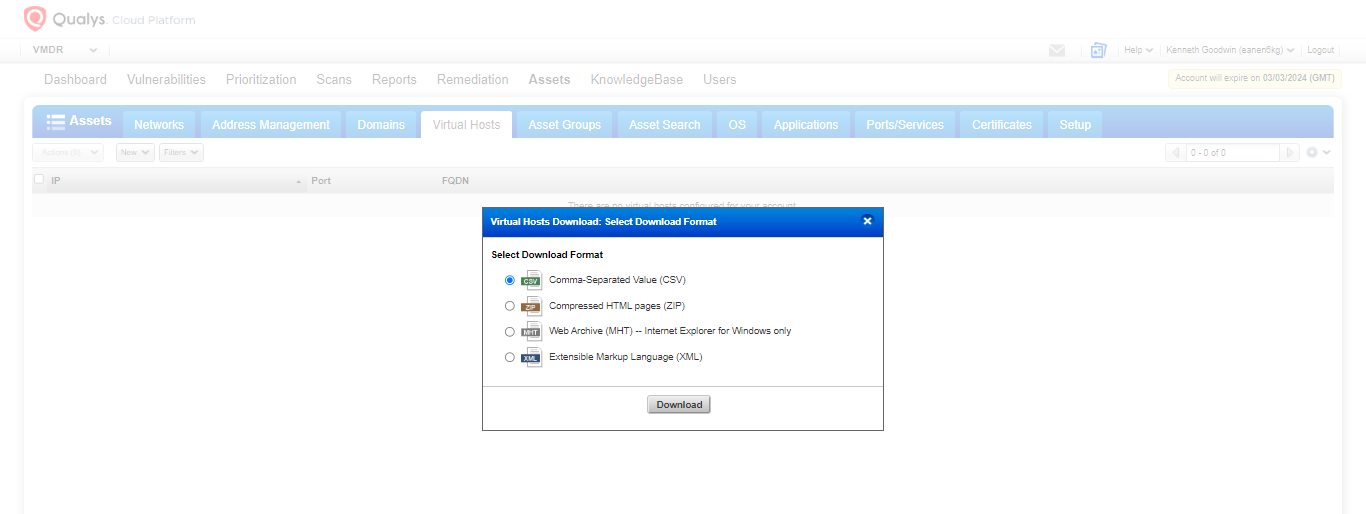 Qualys. Cloud Platform
VMDR
Help
Kenneth Goodwin (eanen6kg)
Logout
Dashboard Vulnerabilities Prioritization Scans Reports Remediation Assets KnowledgeBase Users
Account will expire on 03/03/2024 (GMT)
Assets Networks Address Management Domains Virtual Hosts Asset Groups Asset Search OS Applications Ports/Services Certificates Setup
Actions (0) New Filters 0 - 0 of 0
IP Port FQDN
There are no virtual hosts configured for your account
Virtual Hosts Download: Select Download Format
Select Download Format
CSV Comma-Separated Value (CSV)
ZIP Compressed HTML pages (ZIP)
MHT Web Archive (MHT) -- Internet Explorer for Windows only
XML Extensible Markup Language (XML)
Download